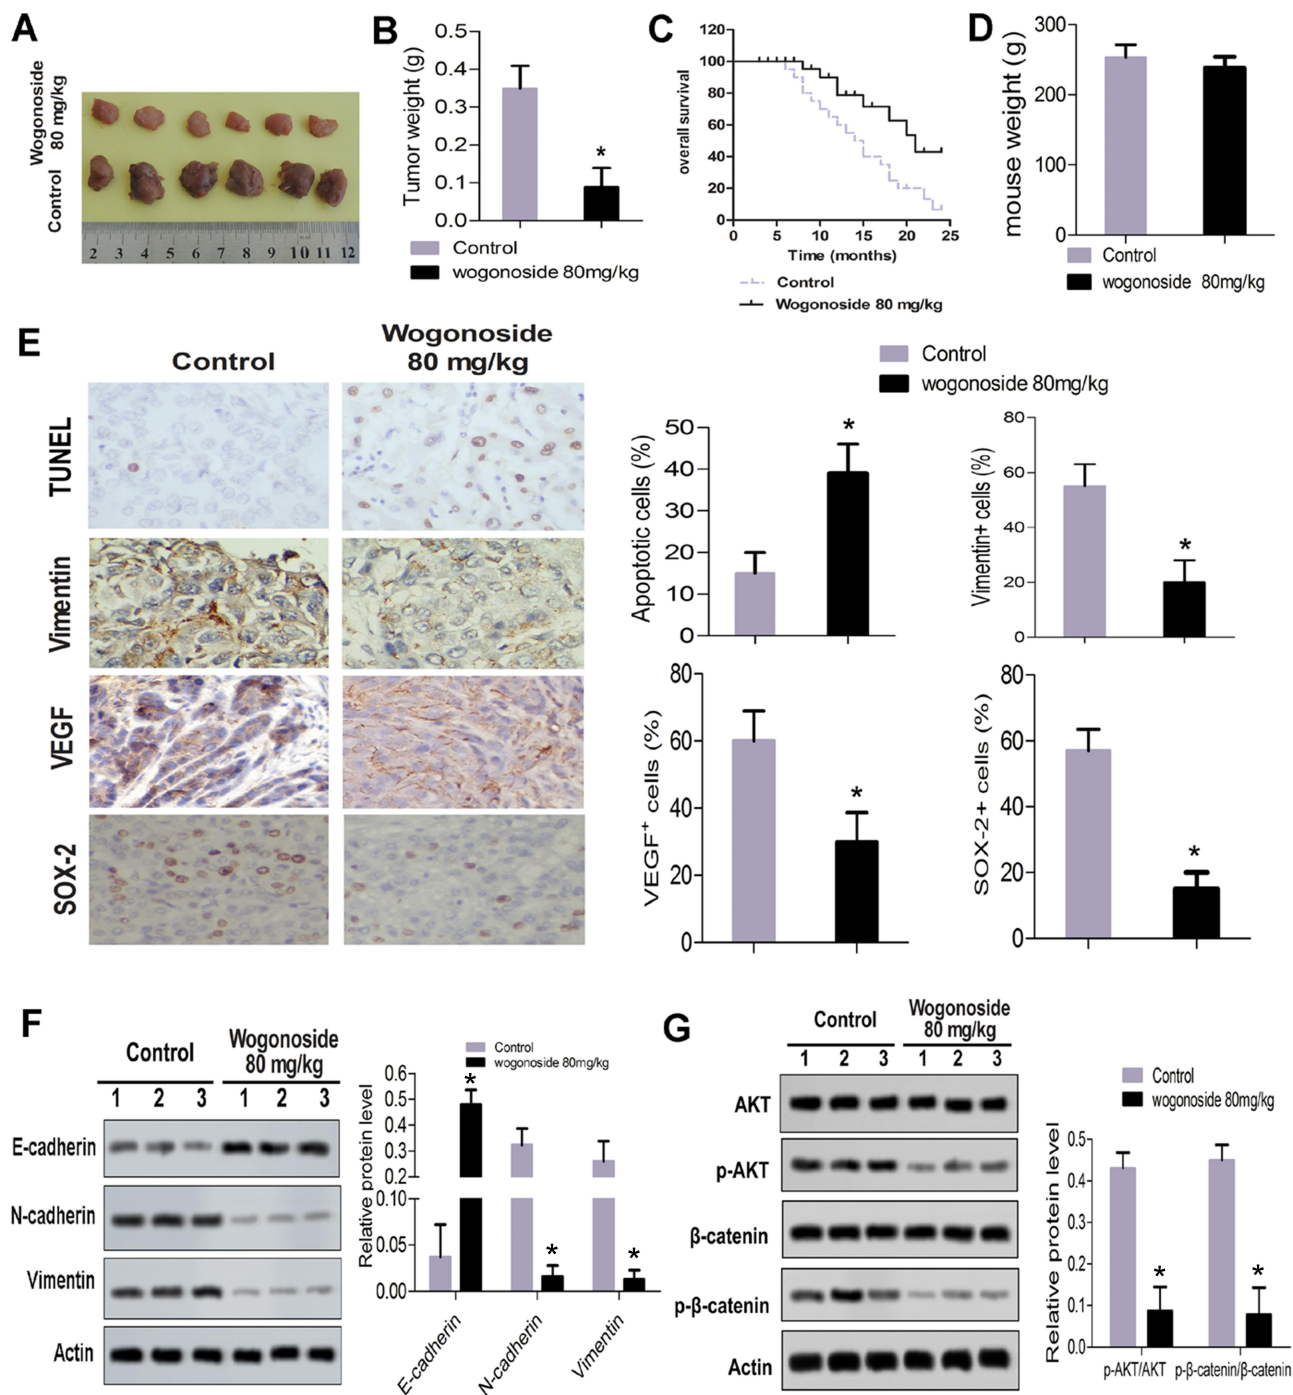 A
Wogonoside
80 mg/kg
Control
2 3 4 5 6 7 8 9 10 11 12
B
Tumor weight (g)
0.5
0.4
0.3
0.2
0.1
0.0
*
Control
wogonoside 80mg/kg
C
overall survival
120
100
80
60
40
20
0
0 5 10 15 20 25
Time (months)
Control
Wogonoside 80 mg/kg
D
mouse weight (g)
300
200
100
0
Control
wogonoside 80mg/kg
E
Control
Wogonoside
80 mg/kg
TUNEL
Vimentin
VEGF
SOX-2
Control
wogonoside 80mg/kg
Apoptotic cells (%)
50
40
30
20
10
0
*
Vimentin+ cells (%)
80
60
40
20
0
*
VEGF+ cells (%)
80
60
40
20
0
*
SOX-2+ cells (%)
80
60
40
20
0
*
F
Control
Wogonoside
80 mg/kg
1 2 3 1 2 3
E-cadherin
N-cadherin
Vimentin
Actin
Control
wogonoside 80mg/kg
Relative protein level
0.6
0.5
0.4
0.3
0.2
0.10
0.05
0.00
* * *
E-cadherin
N-cadherin
Vimentin
G
Control
Wogonoside
80 mg/kg
1 2 3 1 2 3
AKT
p-AKT
β-catenin
p-β-catenin
Actin
Control
wogonoside 80mg/kg
Relative protein level
0.5
0.4
0.3
0.2
0.1
0.0
* *
p-AKT/AKT p-β-catenin/β-catenin